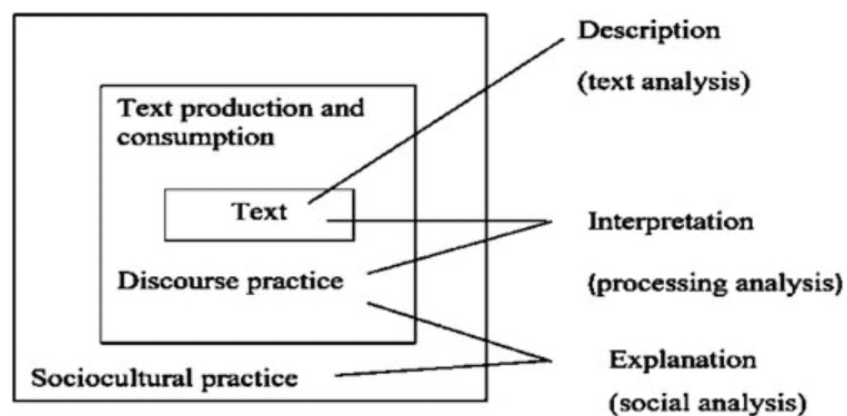 Description
(text analysis)
Text production and
consumption
Text
Interpretation
Discourse practice
(processing analysis)
Explanation
Sociocultural practice
(social analysis)